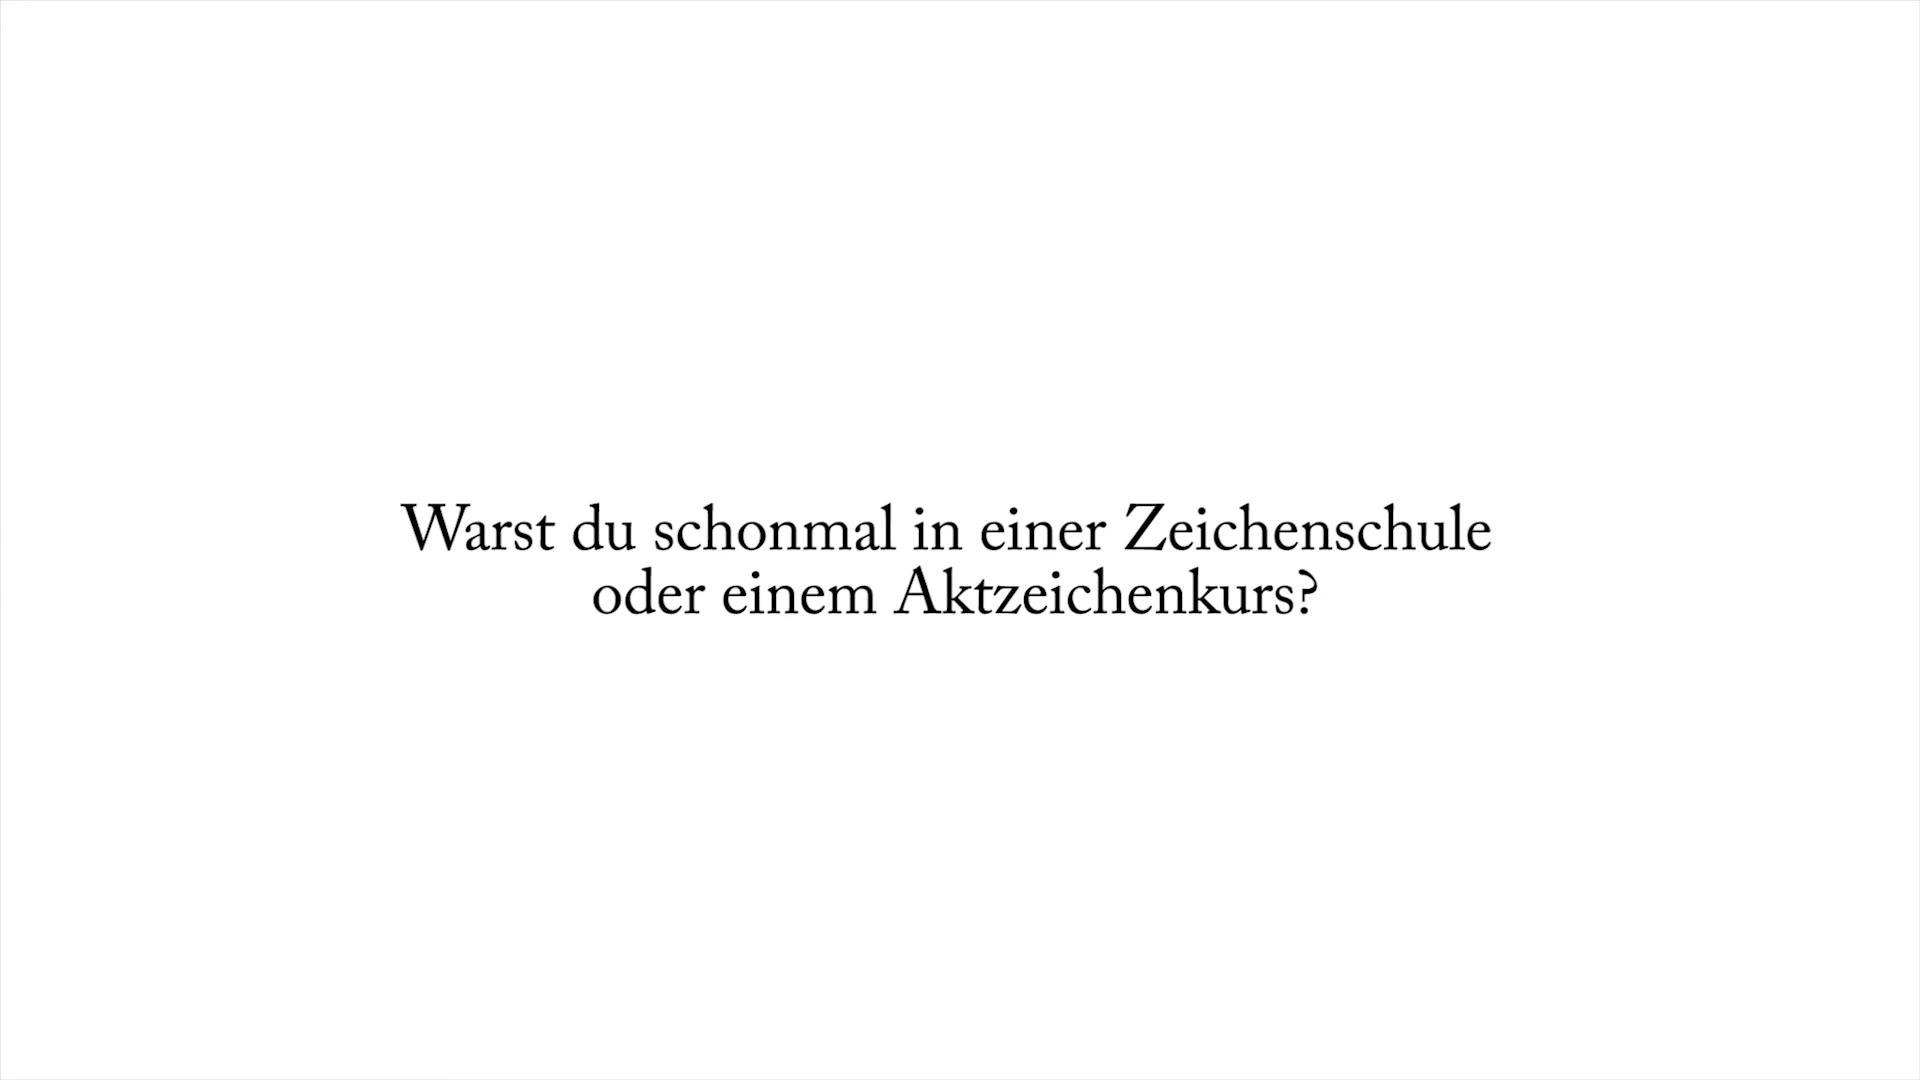 Warst du schonmal in einer Zeichenschule
oder einem Aktzeichenkurs?